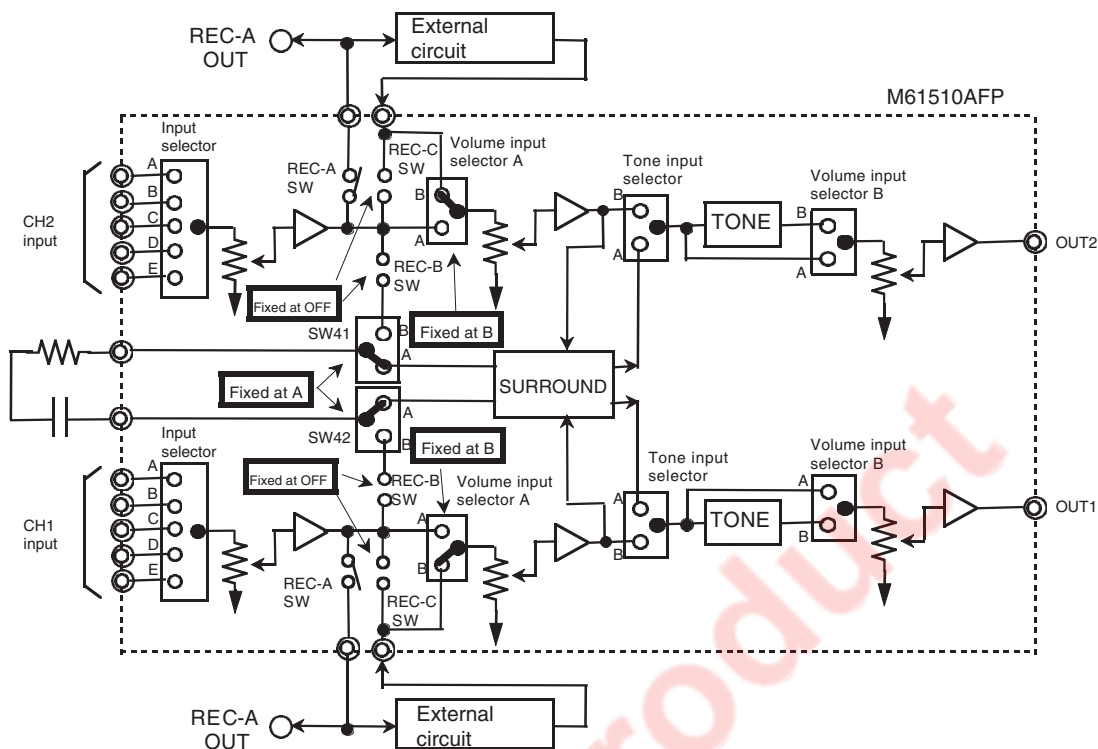 REC-A
OUT
External
circuit
M61510AFP
Input
selector
REC-A
SW
REC-C
SW
Volume input
selector A
Tone input
selector
Volume input
selector B
CH2
input
A
B
C
D
E
B
A
B
A
TONE
B
A
OUT2
REC-B
SW
Fixed at OFF
Fixed at B
SW41
B
A
Fixed at A
SURROUND
SW42
A
B
Fixed at B
Input
selector
Fixed at OFF
REC-B
SW
Volume input
selector A
Tone input
selector
Volume input
selector B
CH1
input
A
B
C
D
E
A
B
A
B
TONE
A
B
OUT1
REC-A
SW
REC-C
SW
REC-A
OUT
External
circuit
roduct